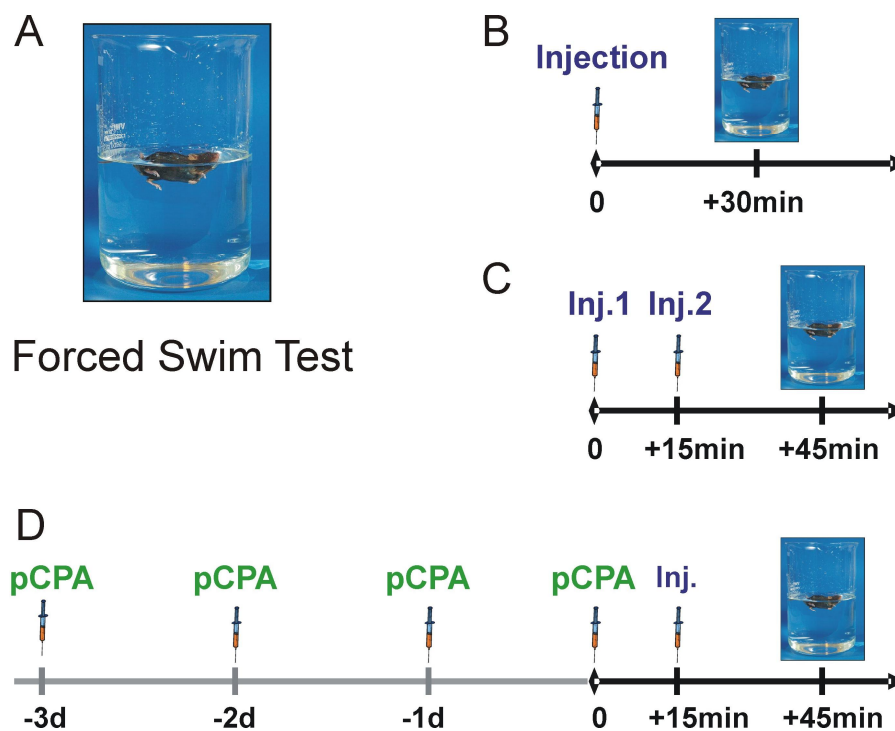 A
Forced Swim Test
B
Injection
0
+30min
C
Inj.1 Inj.2
0
+15min
+45min
D
pCPA
pCPA
pCPA
pCPA
Inj.
-3d
-2d
-1d
0
+15min
+45min